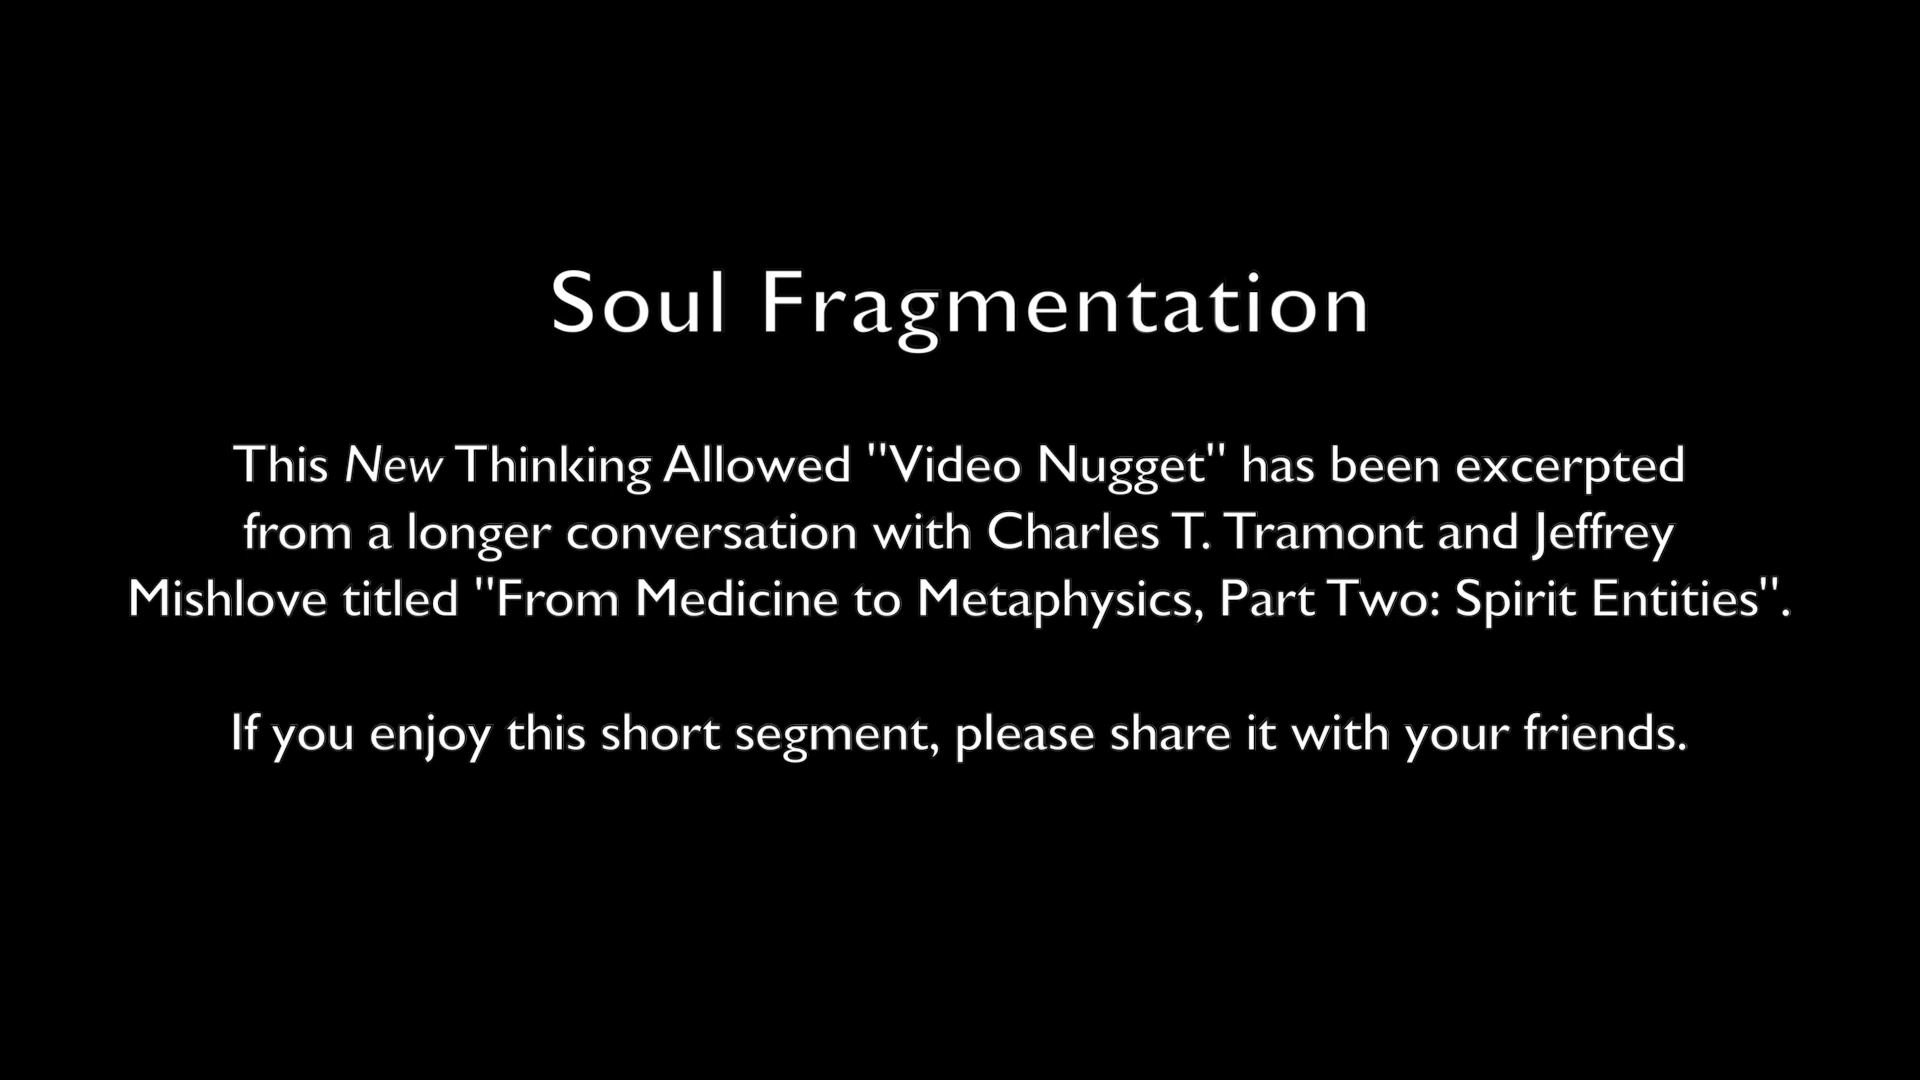 Soul Fragmentation
This New Thinking Allowed "Video Nugget" has been excerpted
from a longer conversation with Charles T. Tramont and Jeffrey
Mishlove titled "From Medicine to Metaphysics, Part Two: Spirit Entities".
If you enjoy this short segment, please share it with your friends.